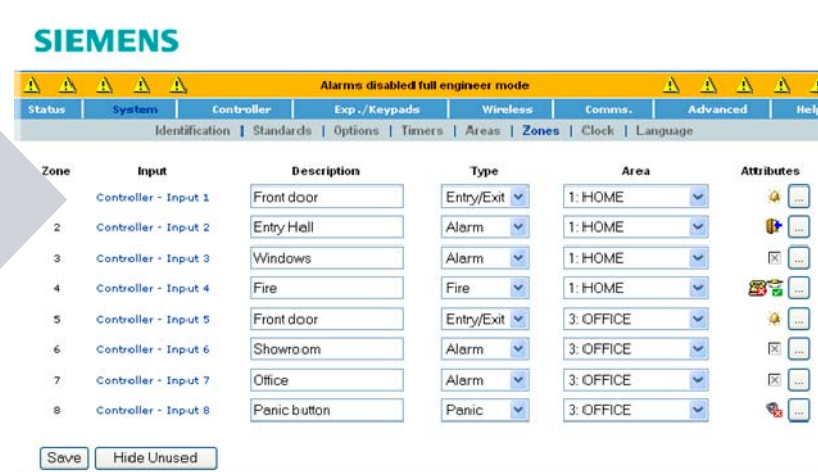 SIEMENS
Alarms disabled full engineer mode
Status System Controller Exp./Keypads Wireless Comms. Advanced Help
Identification | Standards | Options | Timers | Areas | Zones | Clock | Language
Zone Input Description Type Area Attributes
Controller - Input 1 Front door Entry/Exit 1: HOME ...
2 Controller - Input 2 Entry Hall Alarm 1: HOME ...
3 Controller - Input 3 Windows Alarm 1: HOME ...
4 Controller - Input 4 Fire Fire 1: HOME ...
5 Controller - Input 5 Front door Entry/Exit 3: OFFICE ...
6 Controller - Input 6 Showroom Alarm 3: OFFICE ...
7 Controller - Input 7 Office Alarm 3: OFFICE ...
8 Controller - Input 8 Panic button Panic 3: OFFICE ...
Save Hide Unused